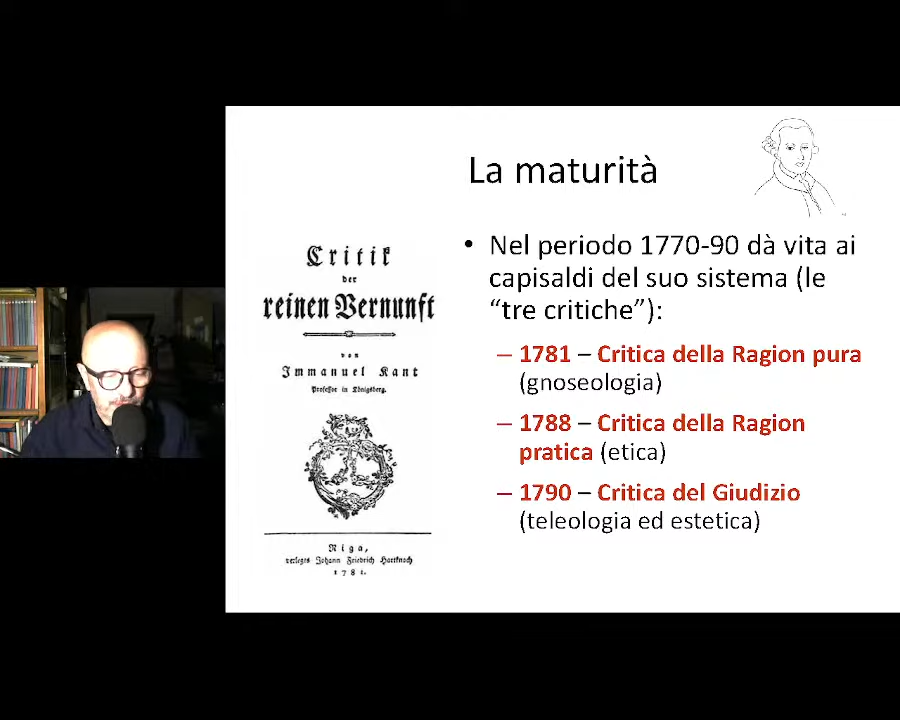 La maturità
• Nel periodo 1770-90 dà vita ai
capisaldi del suo sistema (le
“tre critiche”):
– 1781 – Critica della Ragion pura
(gnoseologia)
– 1788 – Critica della Ragion
pratica (etica)
– 1790 – Critica del Giudizio
(teleologia ed estetica)
Critik
der
reinen Vernunft
von
Immanuel Kant
Professor in Königsberg.
Riga,
verlegts Johann Friedrich Hartknoch
1781.